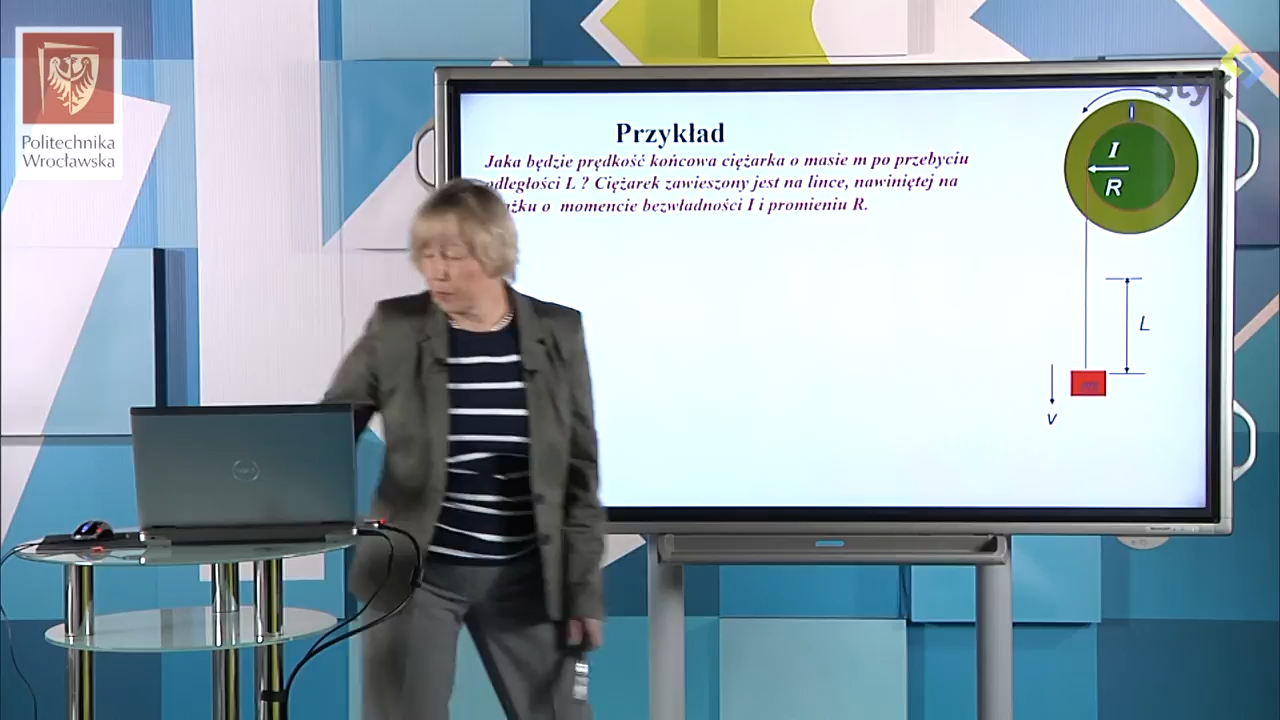 Politechnika
Wrocławska
styk
Przykład
Jaka będzie prędkość końcowa ciężarka o masie m po przebyciu
odległości L ? Ciężarek zawieszony jest na lince, nawiniętej na
o momencie bezwładności I i promieniu R.
I
R
L
m
v